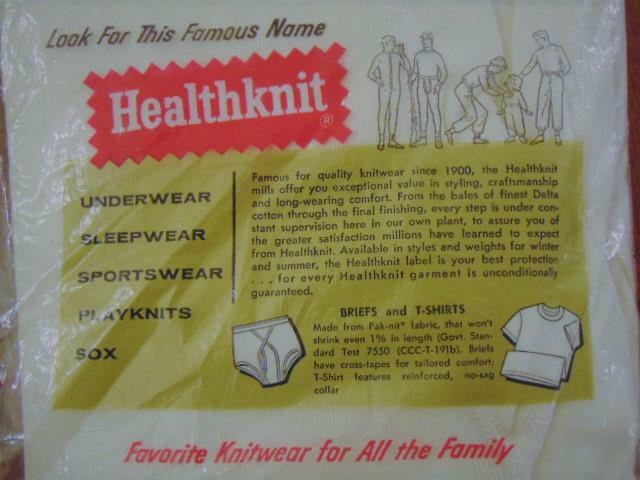 Look For This Famous Name
Healthknit
®
UNDERWEAR
SLEEPWEAR
SPORTSWEAR
PLAYKNITS
SOX
Famous for quality knitwear since 1900, the Healthknit
mills offer you exceptional value in styling, craftsmanship
and long-wearing comfort. From the bales of finest Delta
cotton through the final finishing, every step is under con-
stant supervision here in our own plant, to assure you of
the greater satisfaction millions have learned to expect
from Healthknit. Available in styles and weights for winter
and summer, the Healthknit label is your best protection
. . . for every Healthknit garment is unconditionally
guaranteed.
BRIEFS and T-SHIRTS
Made from Pak-nit* fabric, that won't
shrink even 1% in length (Govt. Stan-
dard Test 7550 (CCC-T-191b). Briefs
have cross-tapes for tailored comfort;
T-Shirt features reinforced, no-sag
collar
Favorite Knitwear for All the Family